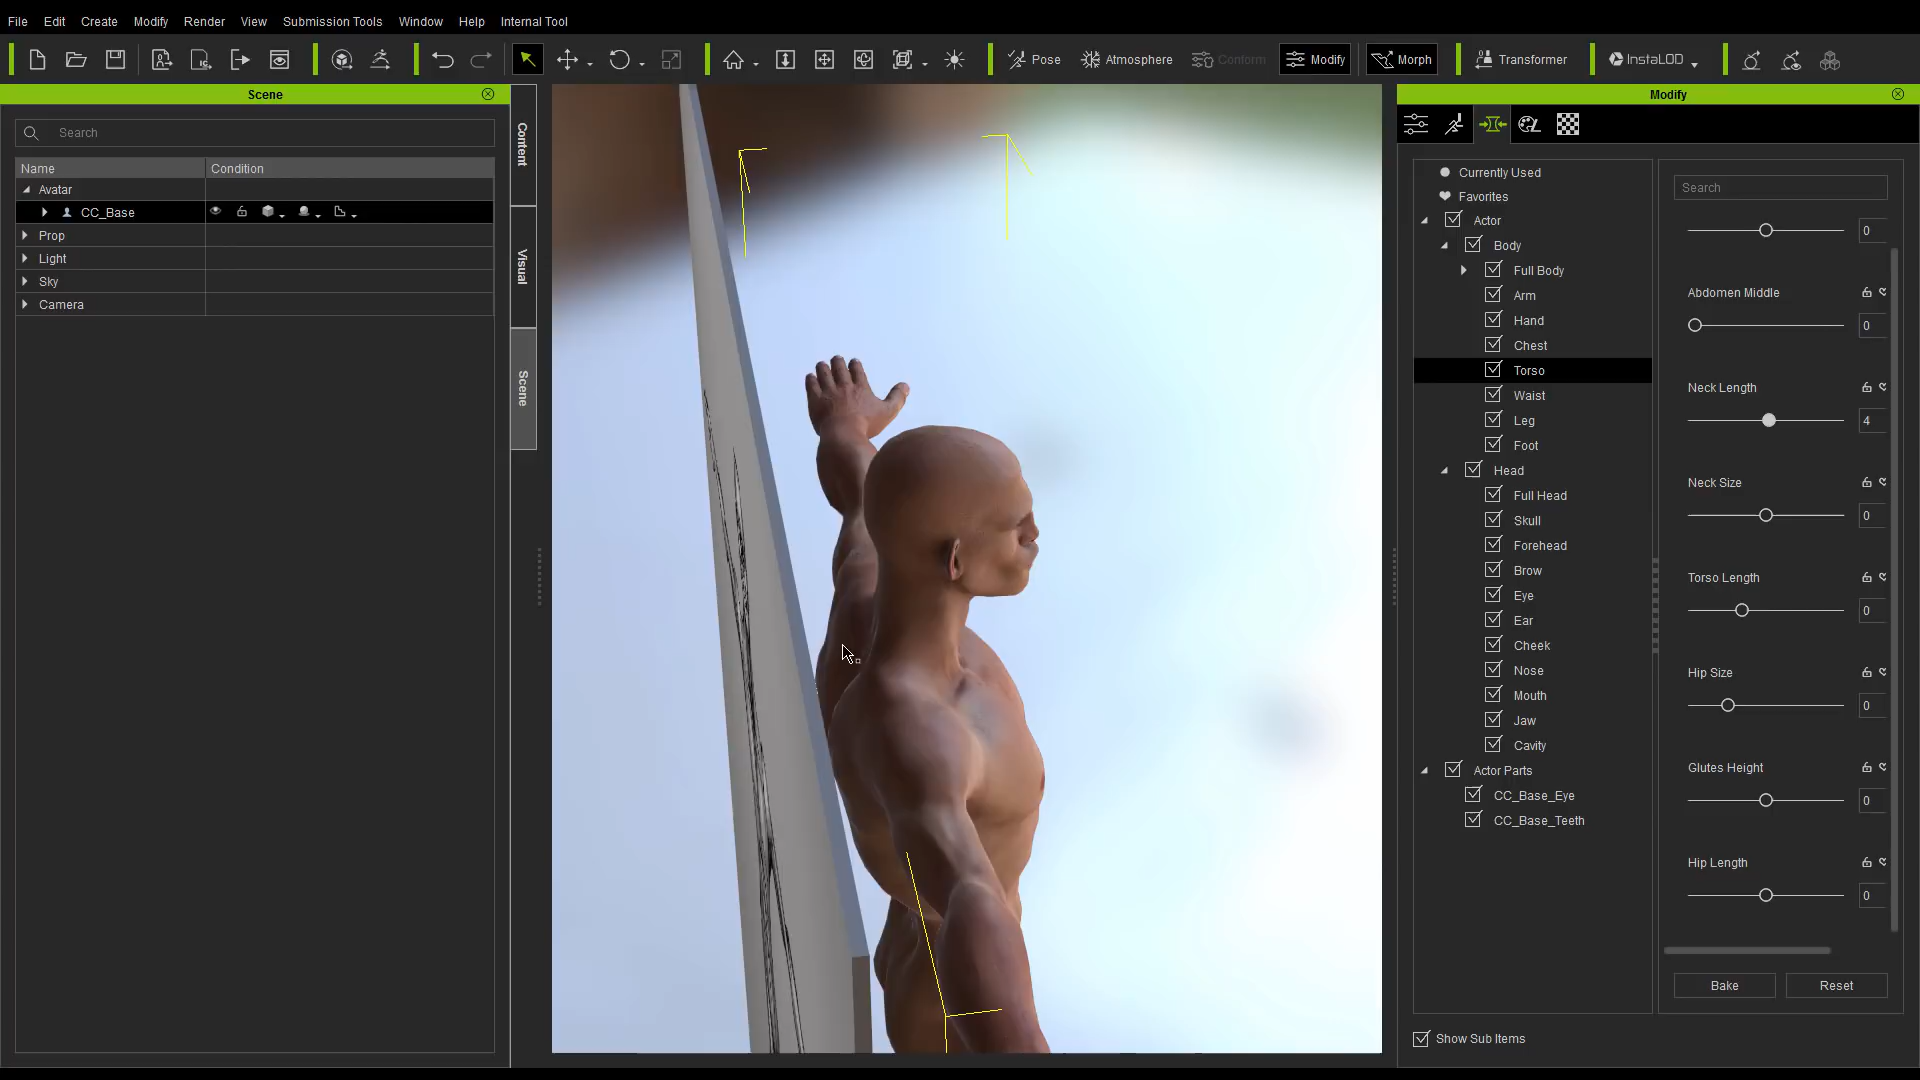 File Edit Create Modify Render View Submission Tools Window Help Internal Tool
Pose Atmosphere Conform Modify Morph Transformer InstaLOD
Scene
Search
Name Condition
Avatar
CC_Base
Prop
Light
Sky
Camera
Content
Visual
Scene
Modify
Currently Used
Favorites
Actor
Body
Full Body
Arm
Hand
Chest
Torso
Waist
Leg
Foot
Head
Full Head
Skull
Forehead
Brow
Eye
Ear
Cheek
Nose
Mouth
Jaw
Cavity
Actor Parts
CC_Base_Eye
CC_Base_Teeth
Show Sub Items
Search
0
Abdomen Middle
0
Neck Length
4
Neck Size
0
Torso Length
0
Hip Size
0
Glutes Height
0
Hip Length
0
Bake Reset